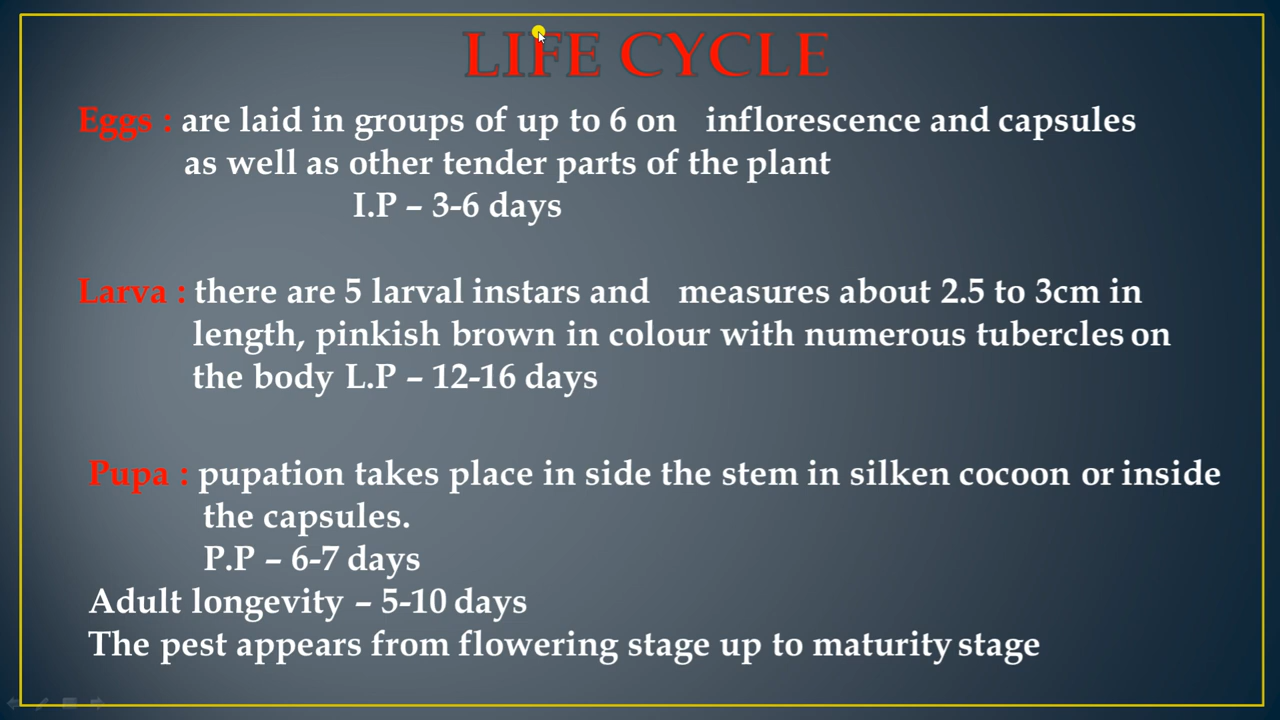 LIFE CYCLE
Eggs : are laid in groups of up to 6 on inflorescence and capsules
as well as other tender parts of the plant
I.P – 3-6 days
Larva : there are 5 larval instars and measures about 2.5 to 3cm in
length, pinkish brown in colour with numerous tubercles on
the body L.P – 12-16 days
Pupa : pupation takes place in side the stem in silken cocoon or inside
the capsules.
P.P – 6-7 days
Adult longevity – 5-10 days
The pest appears from flowering stage up to maturity stage